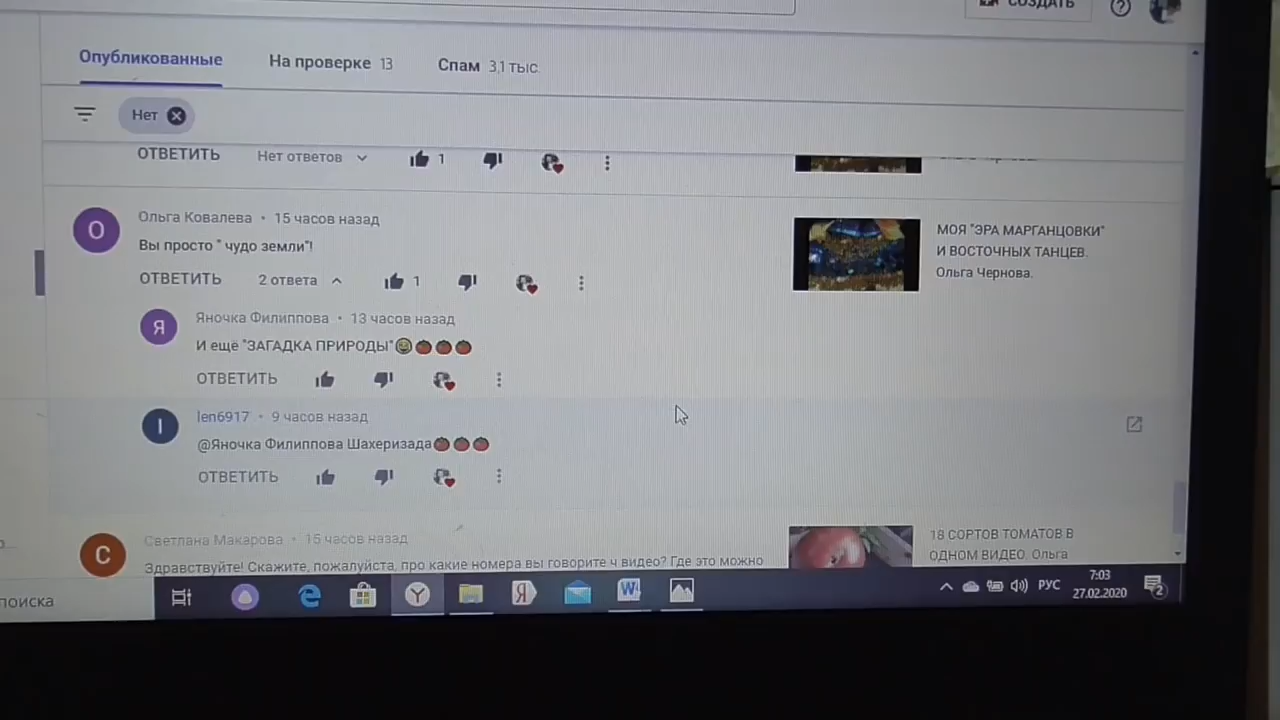 СОЗДАТЬ
Опубликованные
На проверке 13
Спам 3,1 тыс.
Нет
ОТВЕТИТЬ Нет ответов 1
О
Ольга Ковалева • 15 часов назад
Вы просто " чудо земли"!
ОТВЕТИТЬ 2 ответа 1
МОЯ "ЭРА МАРГАНЦОВКИ"
И ВОСТОЧНЫХ ТАНЦЕВ.
Ольга Чернова.
Я
Яночка Филиппова • 13 часов назад
И ещё "ЗАГАДКА ПРИРОДЫ"😂🍅🍅🍅
ОТВЕТИТЬ
I
len6917 • 9 часов назад
@Яночка Филиппова Шахеризада🍅🍅🍅
ОТВЕТИТЬ
С
Светлана Макарова • 15 часов назад
Здравствуйте! Скажите, пожалуйста, про какие номера вы говорите ч видео? Где это можно
18 СОРТОВ ТОМАТОВ В
ОДНОМ ВИДЕО. Ольга
поиска
Y
Я
W
РУС
7:03
27.02.2020
2